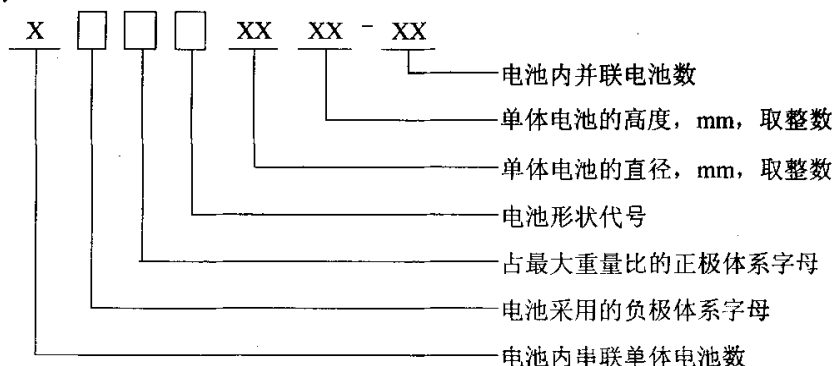 X □ □ □ XX XX - XX
电池内并联电池数
单体电池的高度，mm，取整数
单体电池的直径，mm，取整数
电池形状代号
占最大重量比的正极体系字母
电池采用的负极体系字母
电池内串联单体电池数